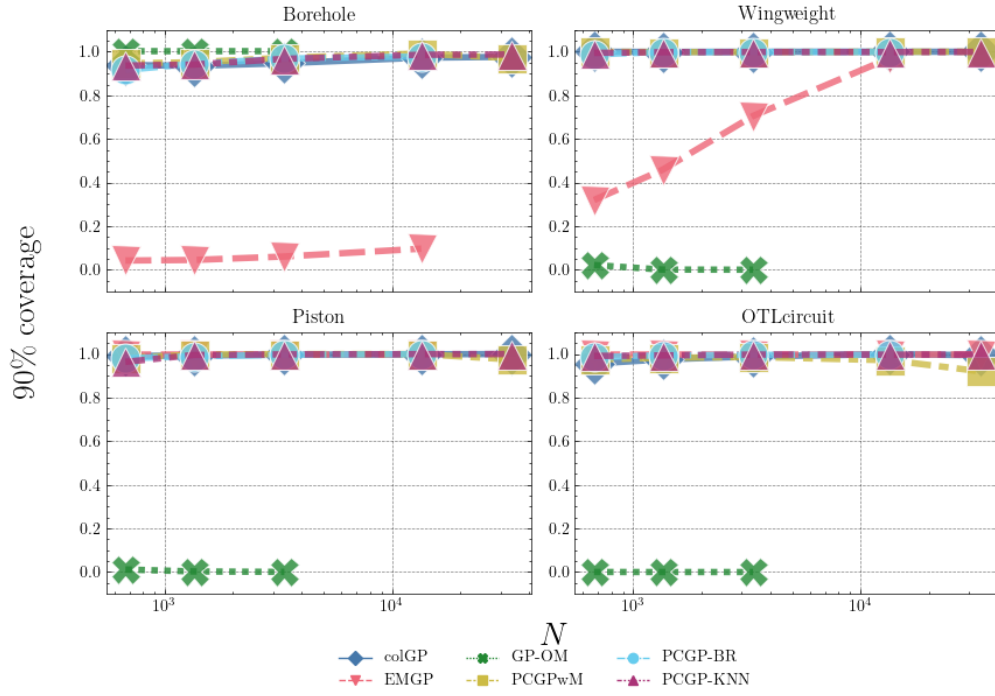 Borehole
Wingweight
1.0
0.8
0.6
0.4
0.2
0.0
1.0
0.8
0.6
0.4
0.2
0.0
90% coverage
Piston
OTLcircuit
1.0
0.8
0.6
0.4
0.2
0.0
10³
10⁴
1.0
0.8
0.6
0.4
0.2
0.0
10³
10⁴
N
colGP
GP-OM
PCGP-BR
EMGP
PCGPwM
PCGP-KNN